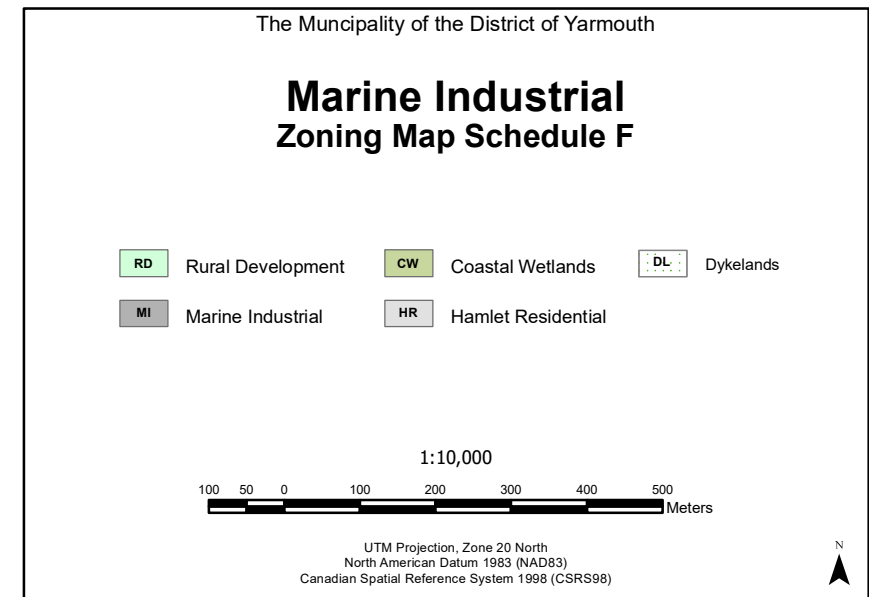 The Muncipality of the District of Yarmouth
Marine Industrial
Zoning Map Schedule F
RD Rural Development CW Coastal Wetlands DL Dykelands
MI Marine Industrial HR Hamlet Residential
1:10,000
100 50 0 100 200 300 400 500
Meters
UTM Projection, Zone 20 North
North American Datum 1983 (NAD83)
Canadian Spatial Reference System 1998 (CSRS98)
N